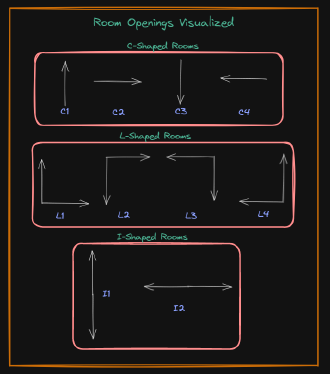 Room Openings Visualized
C-Shaped Rooms
C1 C2 C3 C4
L-Shaped Rooms
L1 L2 L3 L4
I-Shaped Rooms
I1
I2